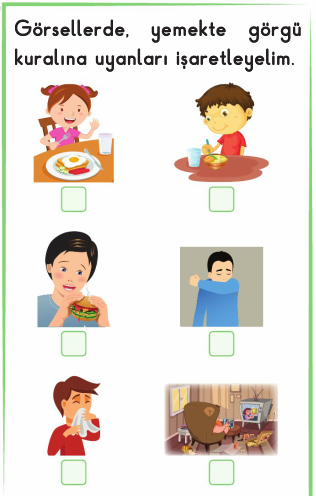 Görsellerde, yemekte görgü
kuralına uyanları işaretleyelim.